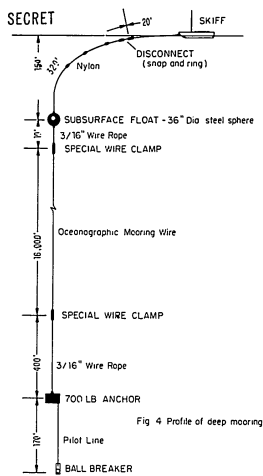 SECRET
20'
SKIFF
DISCONNECT
(snap and ring)
150'
320'
Nylon
SUBSURFACE FLOAT - 36" Dia steel sphere
3/16" Wire Rope
SPECIAL WIRE CLAMP
16,000'
Oceanographic Mooring Wire
SPECIAL WIRE CLAMP
400'
3/16" Wire Rope
700 LB ANCHOR
Fig 4 Profile of deep mooring
170'
Pilot Line
BALL BREAKER